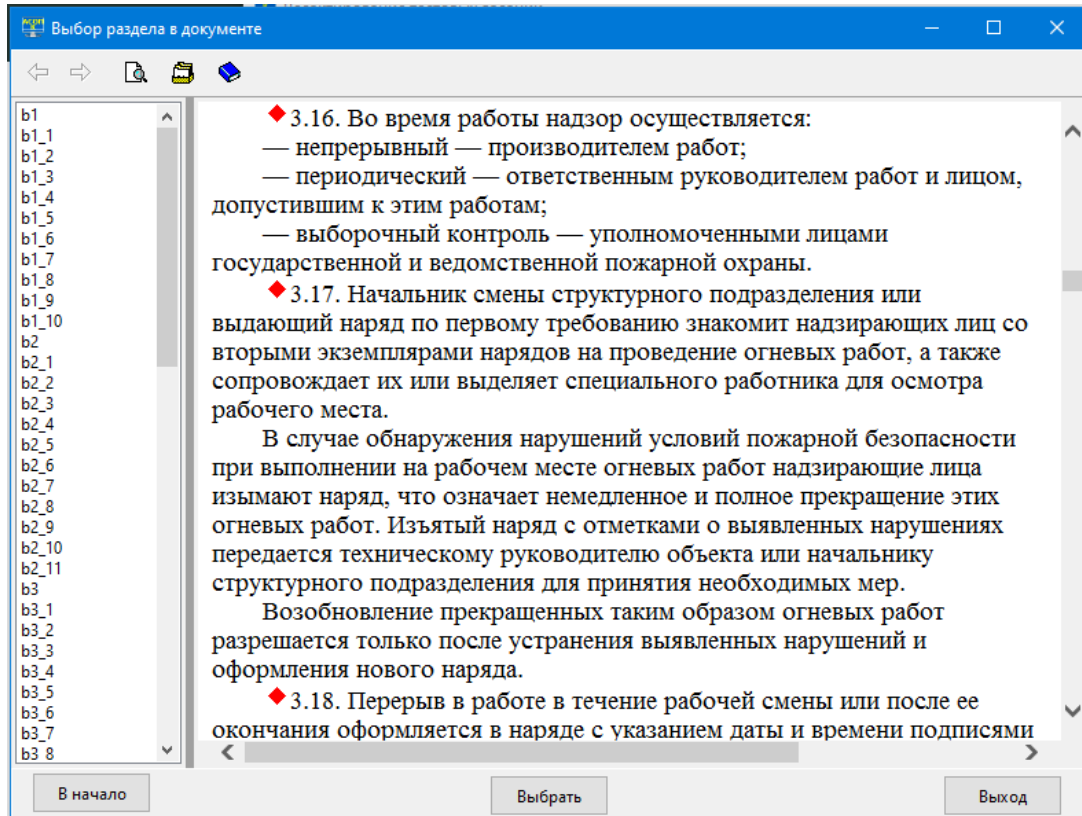 Выбор раздела в документе
b1
b1_1
b1_2
b1_3
b1_4
b1_5
b1_6
b1_7
b1_8
b1_9
b1_10
b2
b2_1
b2_2
b2_3
b2_4
b2_5
b2_6
b2_7
b2_8
b2_9
b2_10
b2_11
b3
b3_1
b3_2
b3_3
b3_4
b3_5
b3_6
b3_7
b3_8
3.16. Во время работы надзор осуществляется:
— непрерывный — производителем работ;
— периодический — ответственным руководителем работ и лицом,
допустившим к этим работам;
— выборочный контроль — уполномоченными лицами
государственной и ведомственной пожарной охраны.
3.17. Начальник смены структурного подразделения или
выдающий наряд по первому требованию знакомит надзирающих лиц со
вторыми экземплярами нарядов на проведение огневых работ, а также
сопровождает их или выделяет специального работника для осмотра
рабочего места.
В случае обнаружения нарушений условий пожарной безопасности
при выполнении на рабочем месте огневых работ надзирающие лица
изымают наряд, что означает немедленное и полное прекращение этих
огневых работ. Изъятый наряд с отметками о выявленных нарушениях
передается техническому руководителю объекта или начальнику
структурного подразделения для принятия необходимых мер.
Возобновление прекращенных таким образом огневых работ
разрешается только после устранения выявленных нарушений и
оформления нового наряда.
3.18. Перерыв в работе в течение рабочей смены или после ее
окончания оформляется в наряде с указанием даты и времени подписями
В начало
Выбрать
Выход